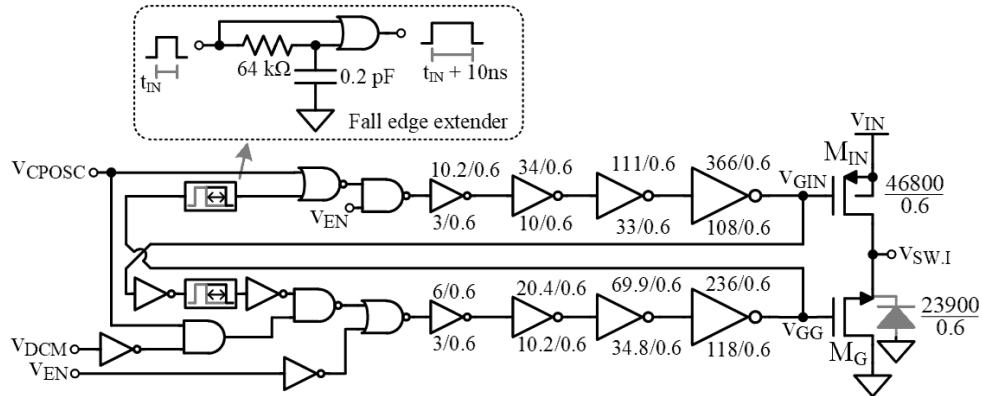 t_IN
64 kΩ
0.2 pF
t_IN + 10ns
Fall edge extender
V_CPOSC
V_EN
10.2/0.6
3/0.6
34/0.6
10/0.6
111/0.6
33/0.6
366/0.6
108/0.6
V_GIN
V_IN
M_IN
46800
0.6
V_SW.I
V_DCM
V_EN
6/0.6
3/0.6
20.4/0.6
10.2/0.6
69.9/0.6
34.8/0.6
236/0.6
118/0.6
V_GG
M_G
23900
0.6